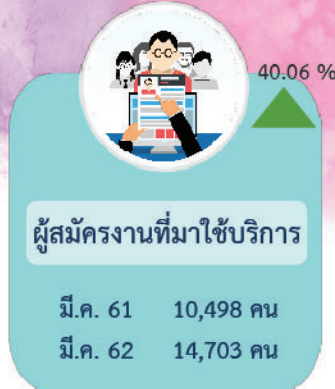 40.06 %
ผู้สมัครงานที่มาใช้บริการ
มี.ค. 61 10,498 คน
มี.ค. 62 14,703 คน